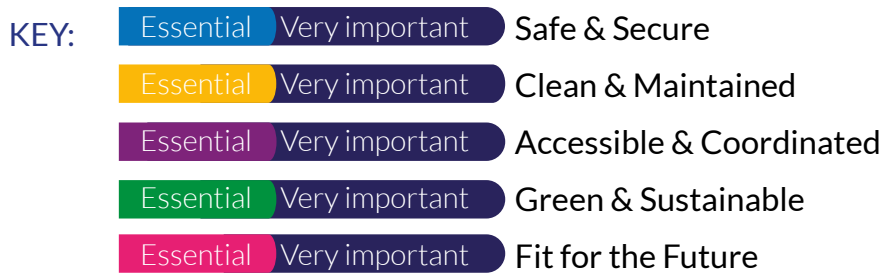 KEY: Essential Very important Safe & Secure
Essential Very important Clean & Maintained
Essential Very important Accessible & Coordinated
Essential Very important Green & Sustainable
Essential Very important Fit for the Future